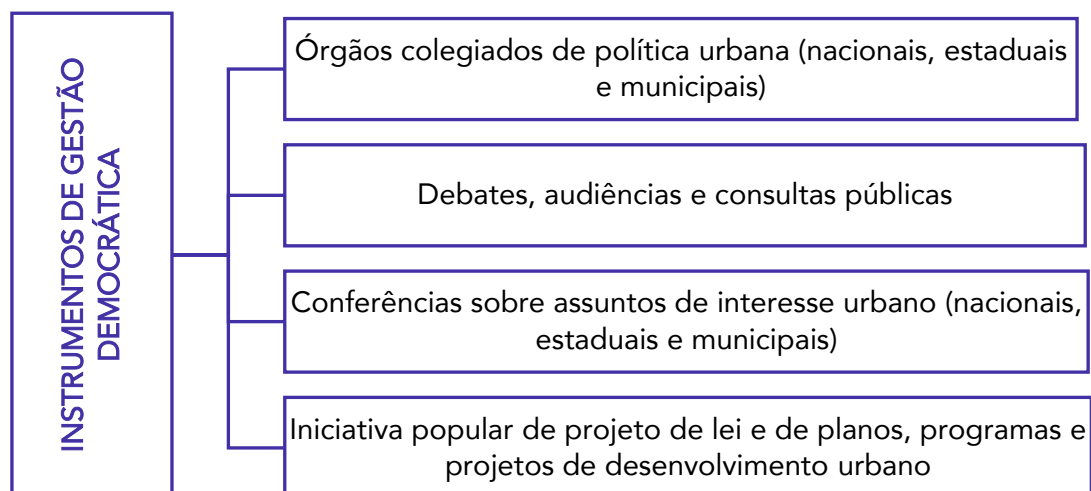 INSTRUMENTOS DE GESTÃO
DEMOCRÁTICA
Órgãos colegiados de política urbana (nacionais, estaduais
e municipais)
Debates, audiências e consultas públicas
Conferências sobre assuntos de interesse urbano (nacionais,
estaduais e municipais)
Iniciativa popular de projeto de lei e de planos, programas e
projetos de desenvolvimento urbano